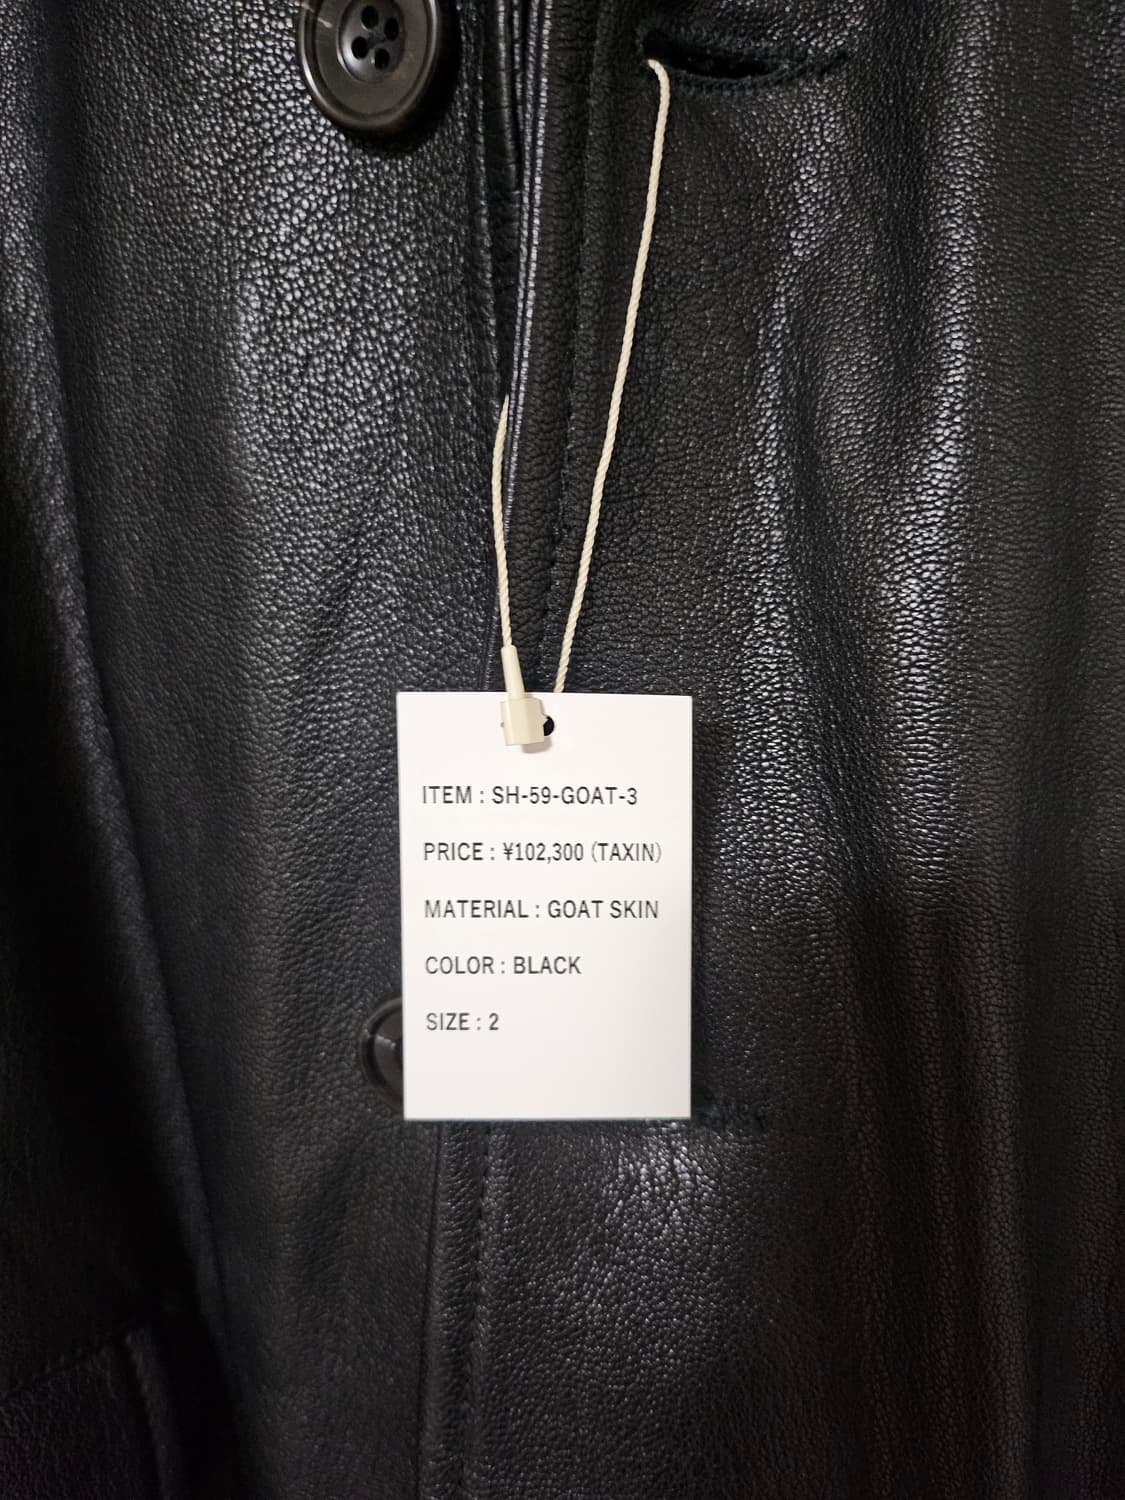 ITEM : SH-59-GOAT-3
PRICE : ¥102,300 (TAXIN)
MATERIAL : GOAT SKIN
COLOR : BLACK
SIZE : 2